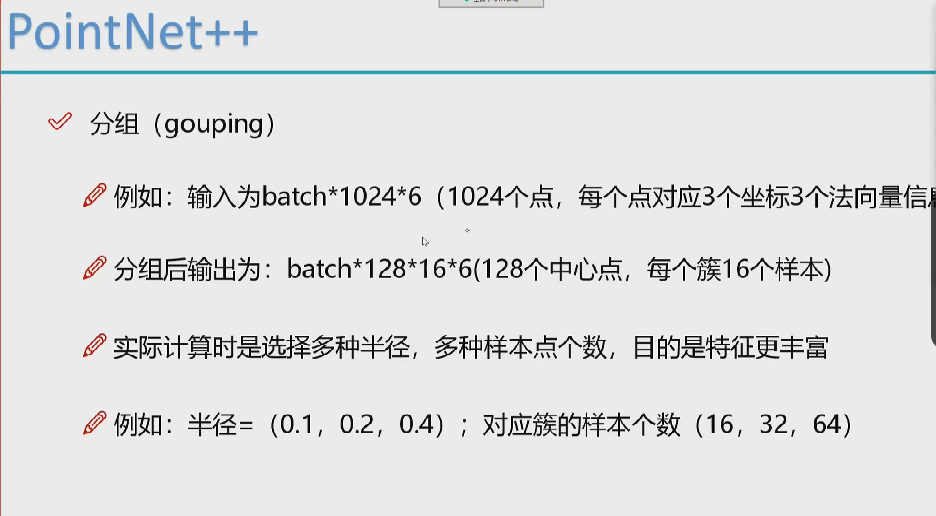 PointNet++
分组（gouping）
例如：输入为batch*1024*6（1024个点，每个点对应3个坐标3个法向量信
分组后输出为：batch*128*16*6(128个中心点，每个簇16个样本)
实际计算时是选择多种半径，多种样本点个数，目的是特征更丰富
例如：半径=（0.1，0.2，0.4）；对应簇的样本个数（16，32，64）